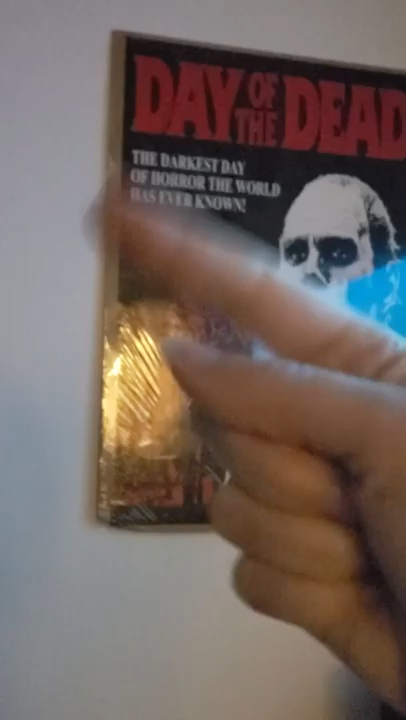 DAY OF THE DEAD
THE DARKEST DAY
OF HORROR THE WORLD
HAS EVER KNOWN!